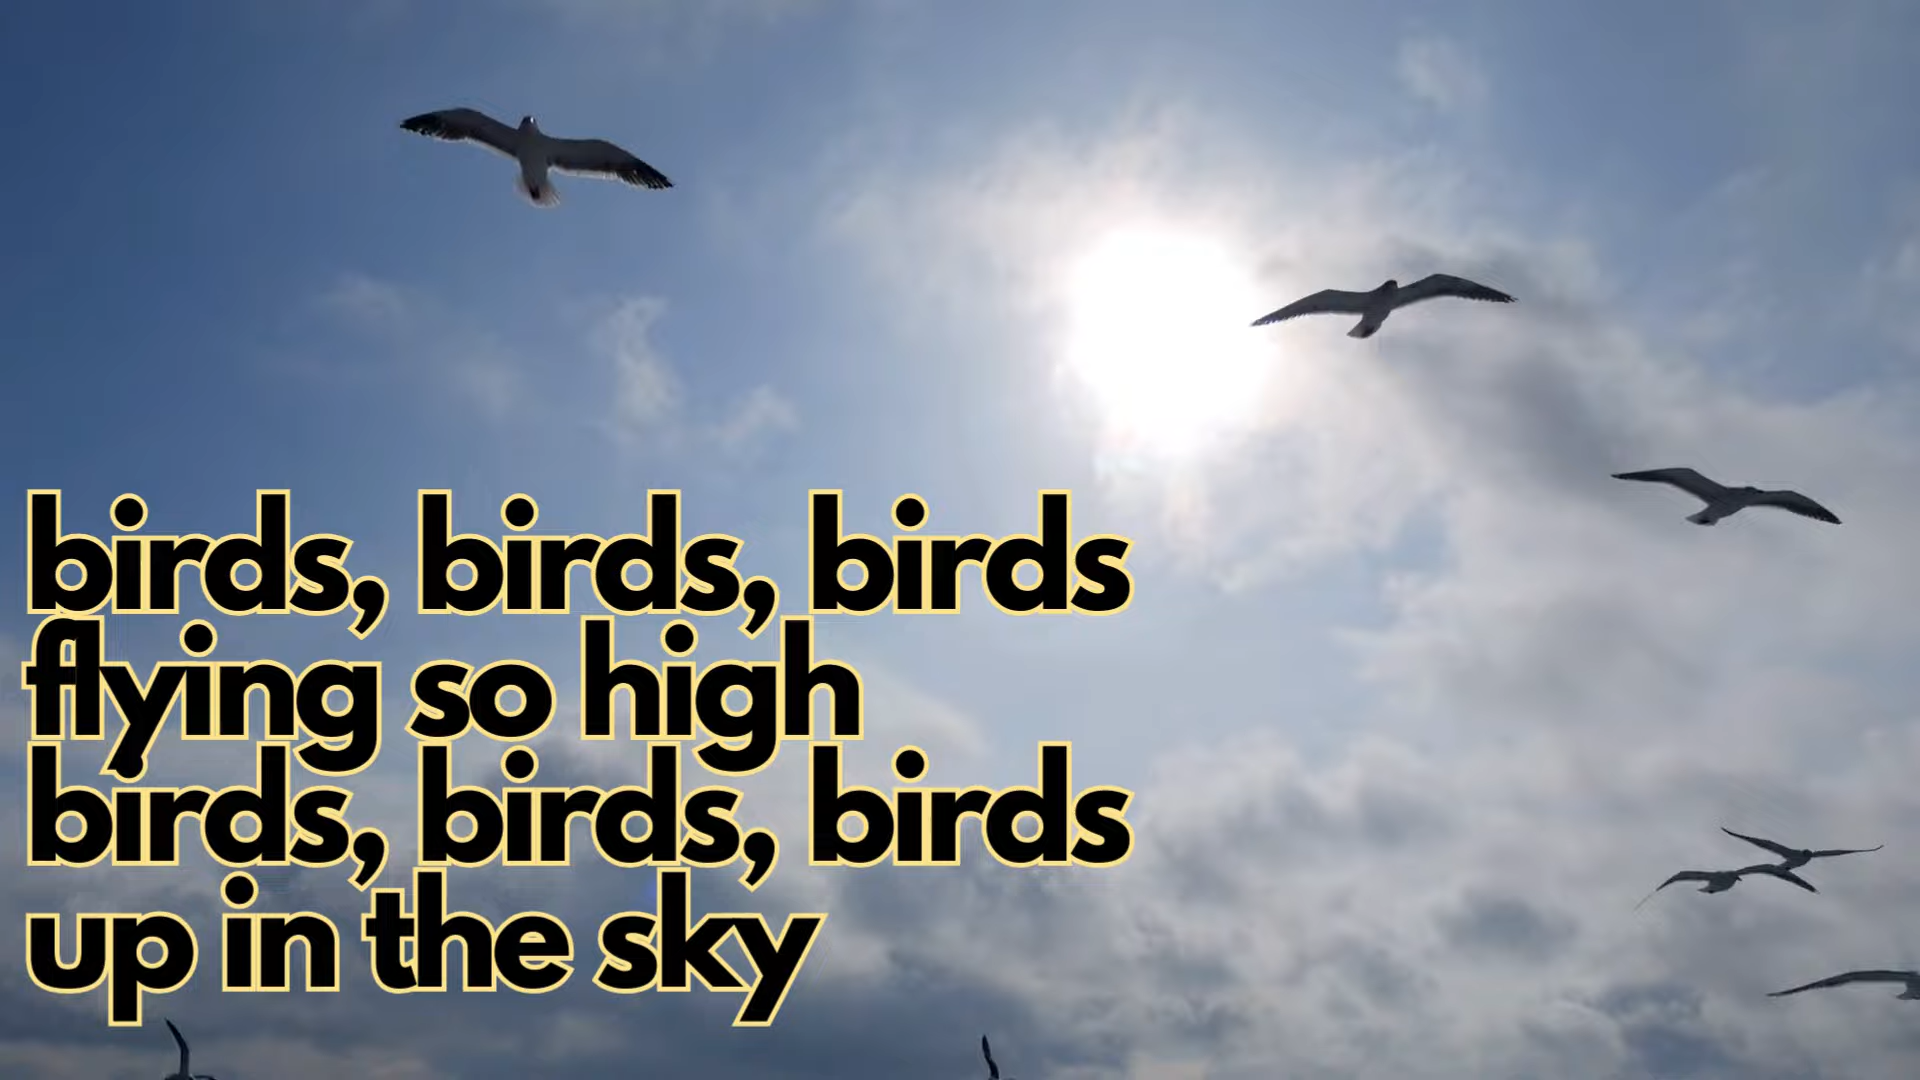 birds, birds, birds
flying so high
birds, birds, birds
up in the sky